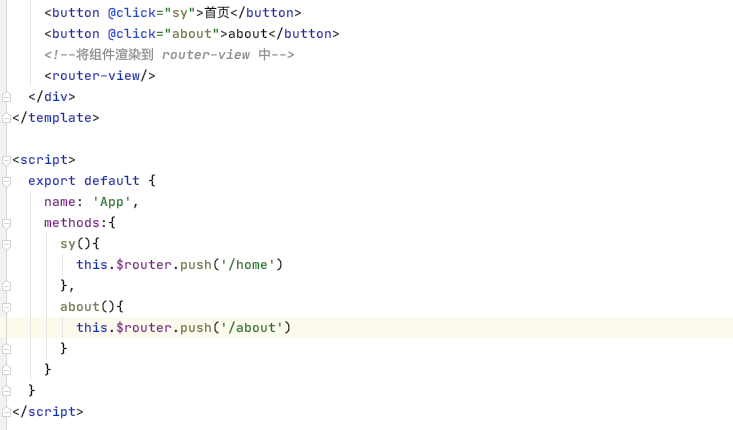 <button @click="sy">首页</button>
<button @click="about">about</button>
<!--将组件渲染到 router-view 中-->
<router-view/>
</div>
</template>
<script>
export default {
name: 'App',
methods:{
sy(){
this.$router.push('/home')
},
about(){
this.$router.push('/about')
}
}
}
</script>